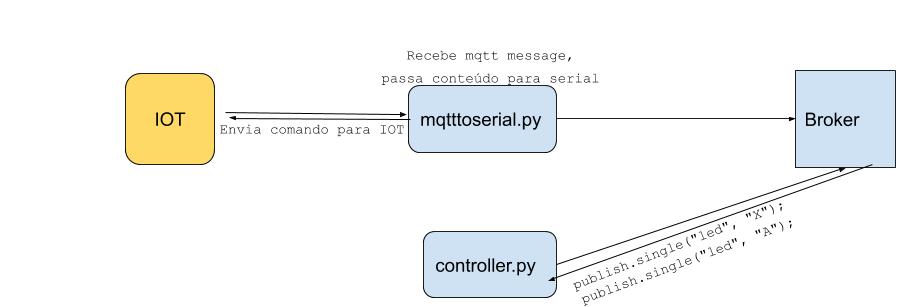 Recebe mqtt message,
passa conteúdo para serial
IOT
mqtttoserial.py
Broker
Envia comando para IOT
controller.py
publish.single("led", "X");
publish.single("led", "A");